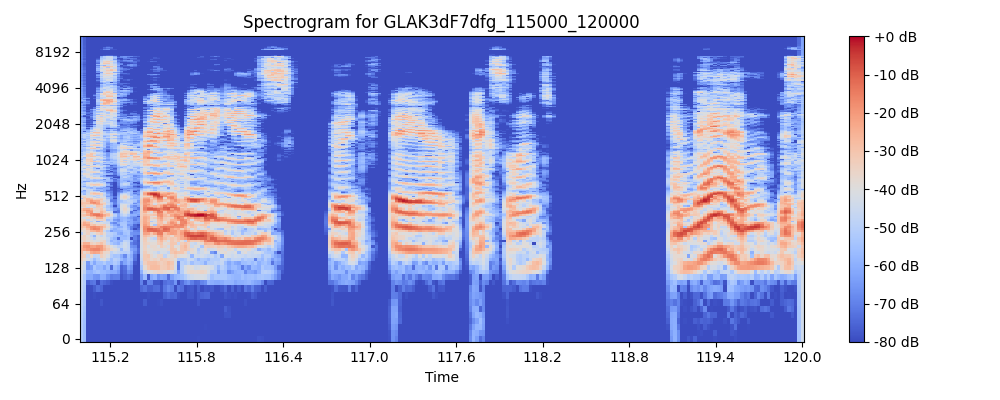 Spectrogram for GLAK3dF7dfg_115000_120000
Hz
8192
4096
2048
1024
512
256
128
64
0
115.2 115.8 116.4 117.0 117.6 118.2 118.8 119.4 120.0
Time
+0 dB
-10 dB
-20 dB
-30 dB
-40 dB
-50 dB
-60 dB
-70 dB
-80 dB